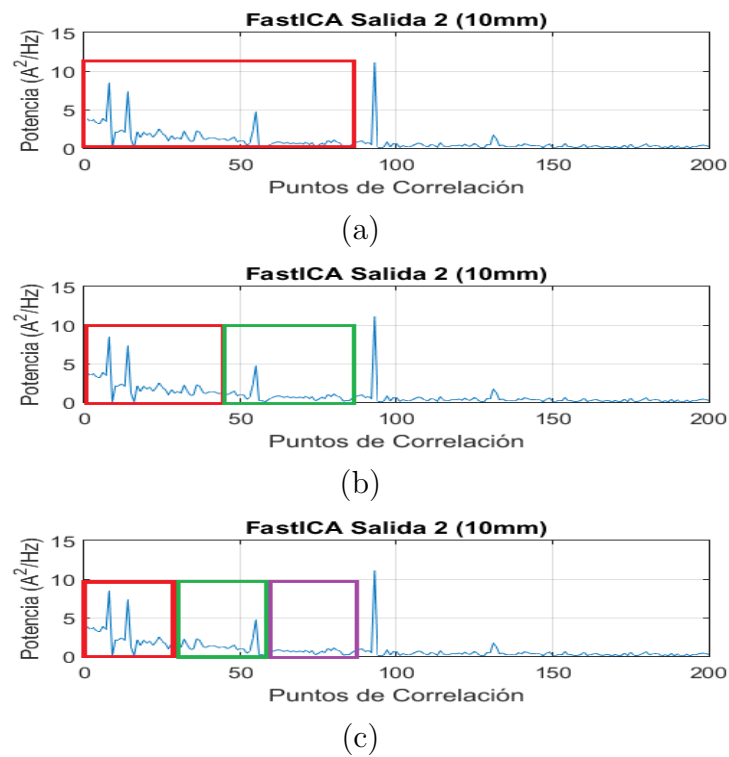 FastICA Salida 2 (10mm)
Potencia (A²/Hz)
15
10
5
0
0 50 100 150 200
Puntos de Correlación
(a)
FastICA Salida 2 (10mm)
Potencia (A²/Hz)
15
10
5
0
0 50 100 150 200
Puntos de Correlación
(b)
FastICA Salida 2 (10mm)
Potencia (A²/Hz)
15
10
5
0
0 50 100 150 200
Puntos de Correlación
(c)